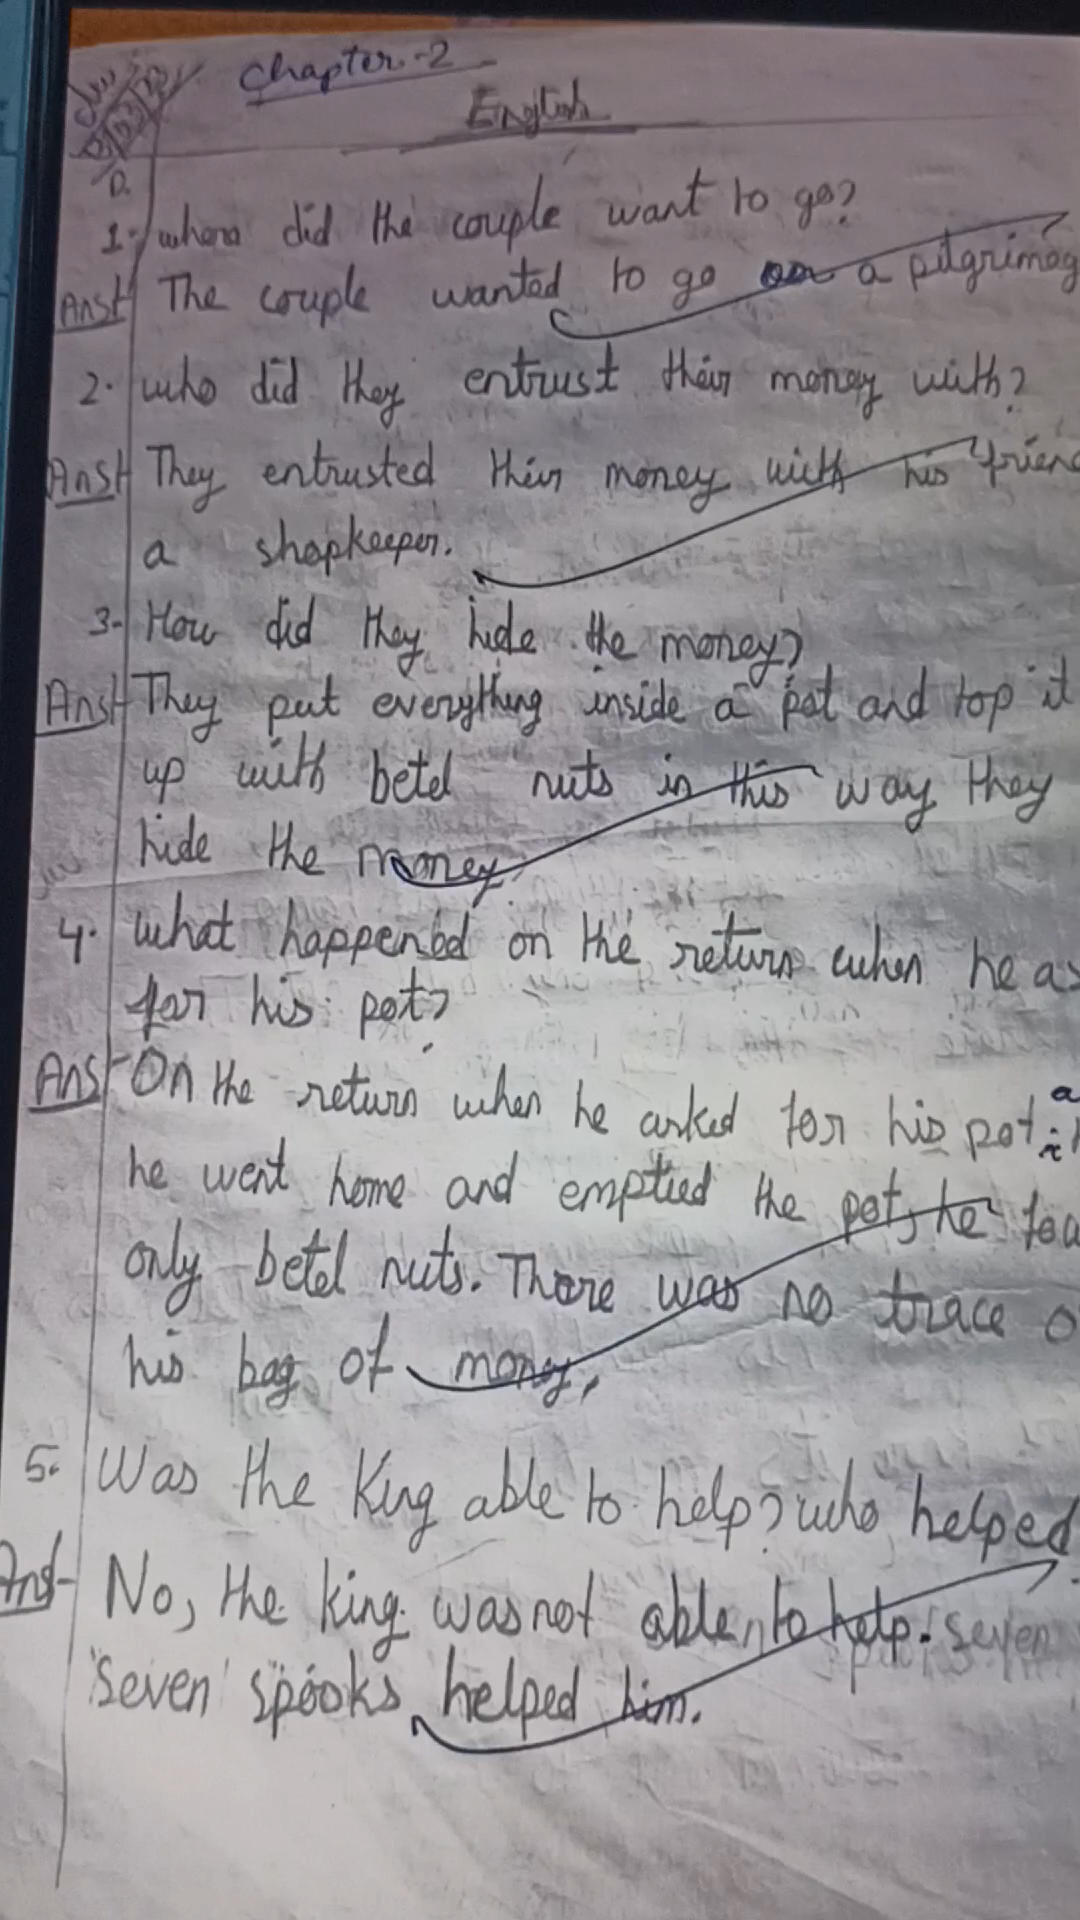 Chapter-2
English
1. where did the couple want to go?
Ans:- The couple wanted to go on a pilgrimag
2. who did they entrust their money with?
Ans:- They entrusted their money with his frien
a shopkeeper.
3. How did they hide the money?
Ans:- They put everything inside a pot and top it
up with betel nuts in this way they
hide the money.
4. What happened on the return when he as
for his pot?
Ans:- On the return when he asked for his pot
he went home and emptied the pot, he fou
only betel nuts. There was no trace o
his bag of money.
5. Was the King able to help? who helped
Ans- No, the king was not able to help. Seven
'Seven' spooks helped him.